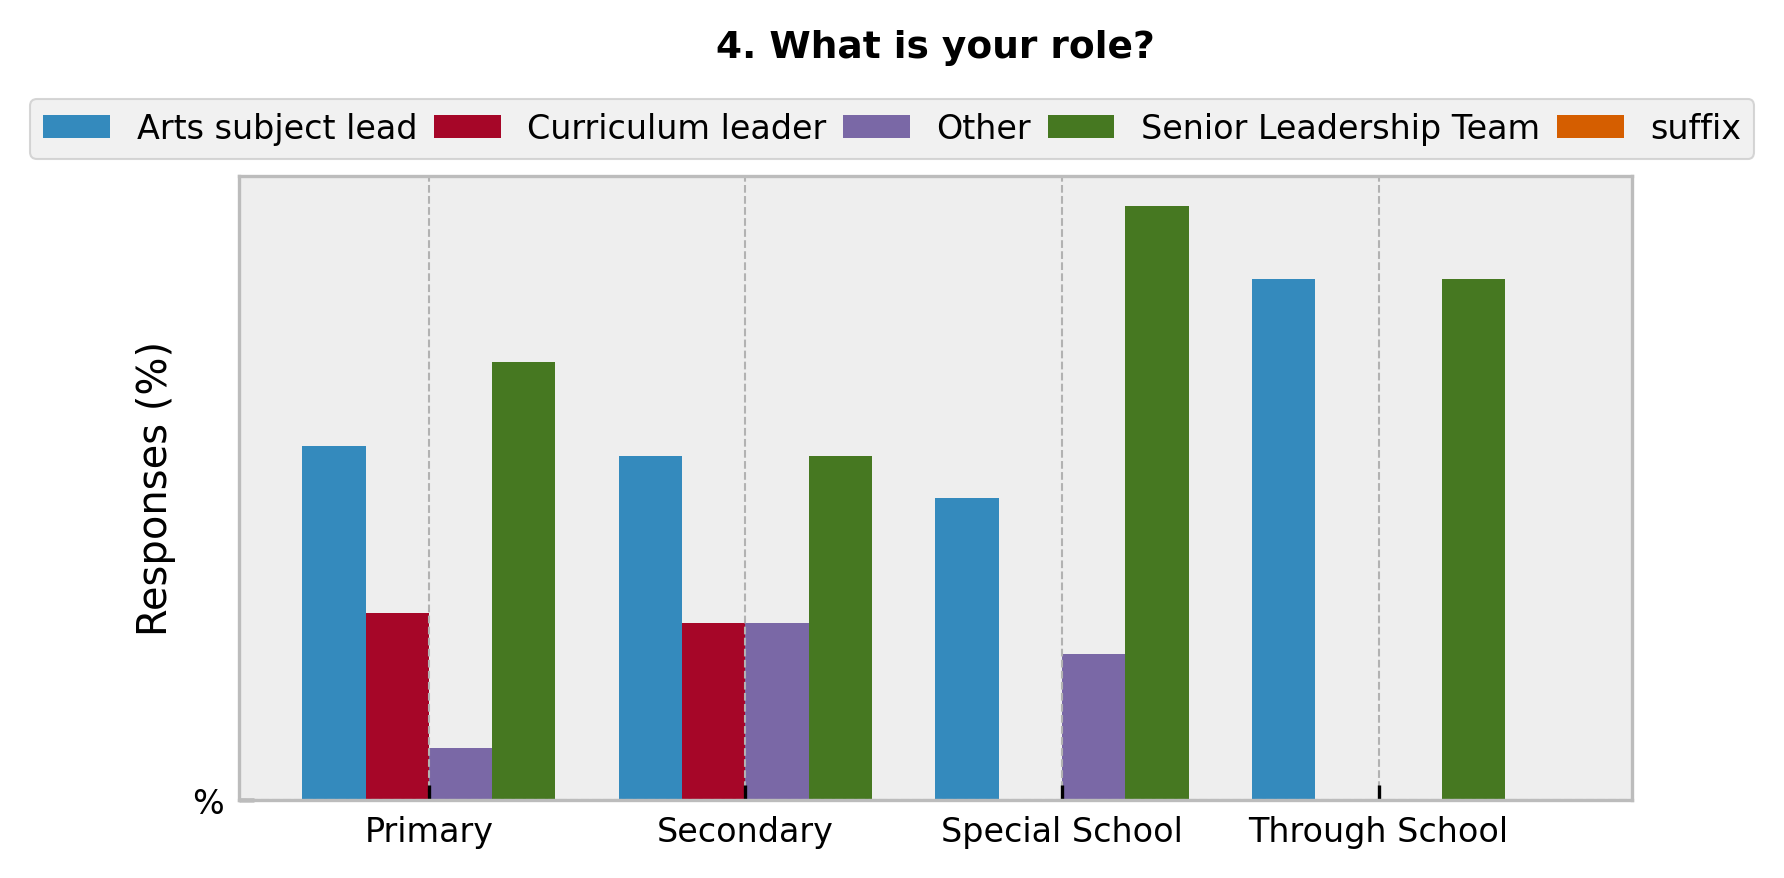 4. What is your role?
Arts subject lead Curriculum leader Other Senior Leadership Team suffix
Responses (%)
%
Primary Secondary Special School Through School